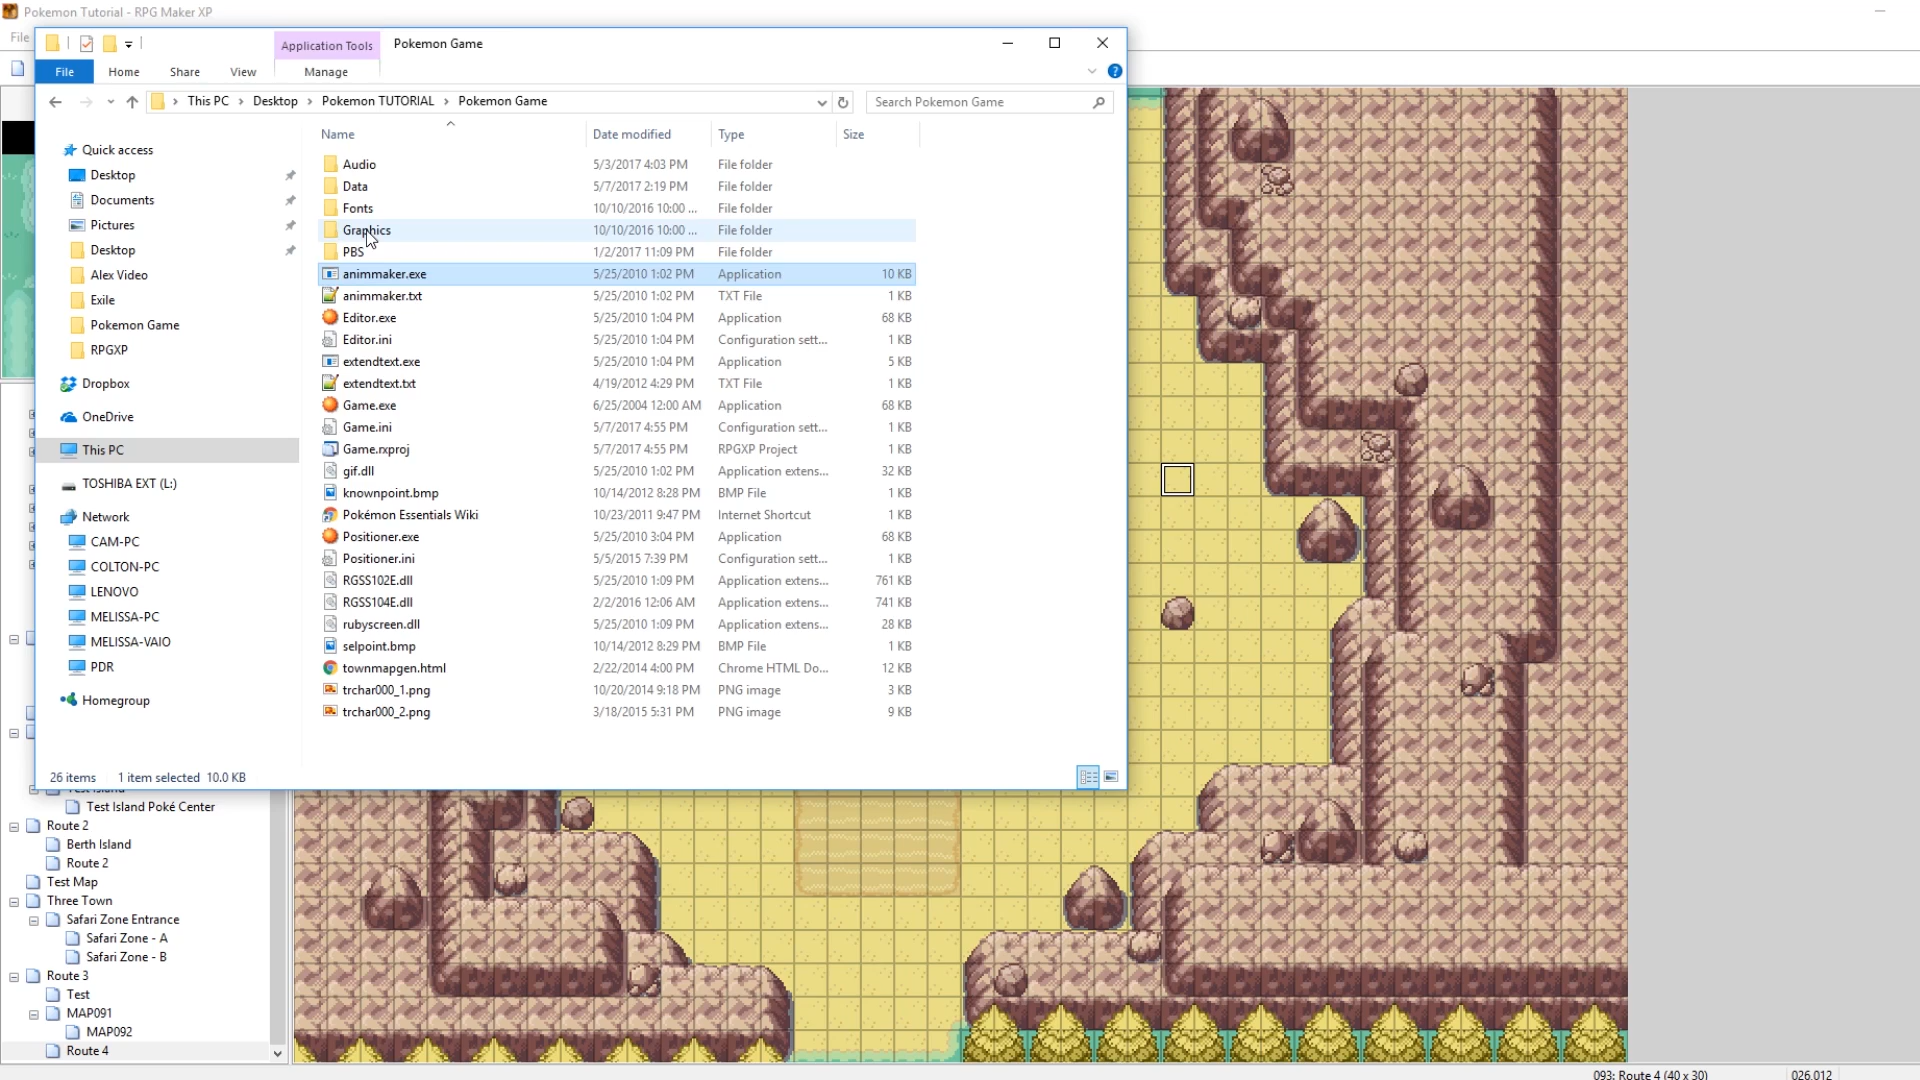 Pokemon Tutorial - RPG Maker XP
File
Application Tools
Pokemon Game
File Home Share View Manage
This PC > Desktop > Pokemon TUTORIAL > Pokemon Game
Search Pokemon Game
Name Date modified Type Size
Quick access
Desktop
Documents
Pictures
Desktop
Alex Video
Exile
Pokemon Game
RPGXP
Dropbox
OneDrive
This PC
TOSHIBA EXT (L:)
Network
CAM-PC
COLTON-PC
LENOVO
MELISSA-PC
MELISSA-VAIO
PDR
Homegroup
Audio 5/3/2017 4:03 PM File folder
Data 5/7/2017 2:19 PM File folder
Fonts 10/10/2016 10:00 ... File folder
Graphics 10/10/2016 10:00 ... File folder
PBS 1/2/2017 11:09 PM File folder
animmaker.exe 5/25/2010 1:02 PM Application 10 KB
animmaker.txt 5/25/2010 1:02 PM TXT File 1 KB
Editor.exe 5/25/2010 1:04 PM Application 68 KB
Editor.ini 5/25/2010 1:04 PM Configuration sett... 1 KB
extendtext.exe 5/25/2010 1:04 PM Application 5 KB
extendtext.txt 4/19/2012 4:29 PM TXT File 1 KB
Game.exe 6/25/2004 12:00 AM Application 68 KB
Game.ini 5/7/2017 4:55 PM Configuration sett... 1 KB
Game.rxproj 5/7/2017 4:55 PM RPGXP Project 1 KB
gif.dll 5/25/2010 1:02 PM Application extens... 32 KB
knownpoint.bmp 10/14/2012 8:28 PM BMP File 1 KB
Pokémon Essentials Wiki 10/23/2011 9:47 PM Internet Shortcut 1 KB
Positioner.exe 5/25/2010 3:04 PM Application 68 KB
Positioner.ini 5/5/2015 7:39 PM Configuration sett... 1 KB
RGSS102E.dll 5/25/2010 1:09 PM Application extens... 761 KB
RGSS104E.dll 2/2/2016 12:06 AM Application extens... 741 KB
rubyscreen.dll 5/25/2010 1:09 PM Application extens... 28 KB
selpoint.bmp 10/14/2012 8:29 PM BMP File 1 KB
townmapgen.html 2/22/2014 4:00 PM Chrome HTML Do... 12 KB
trchar000_1.png 10/20/2014 9:18 PM PNG image 3 KB
trchar000_2.png 3/18/2015 5:31 PM PNG image 9 KB
26 items 1 item selected 10.0 KB
Test Island
Test Island Poké Center
Route 2
Berth Island
Route 2
Test Map
Three Town
Safari Zone Entrance
Safari Zone - A
Safari Zone - B
Route 3
Test
MAP091
MAP092
Route 4
093: Route 4 (40 x 30) 026.012